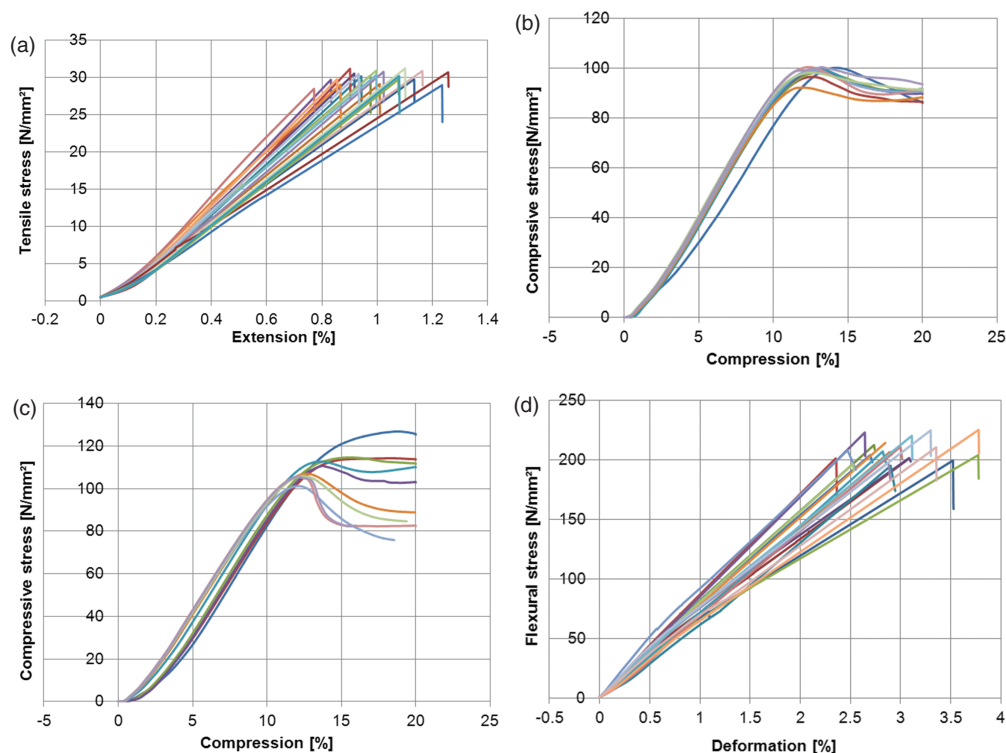 (a)
35
30
25
20
15
10
5
0
Tensile stress [N/mm²]
-0.2 0 0.2 0.4 0.6 0.8 1 1.2 1.4
Extension [%]
(b)
120
100
80
60
40
20
0
Comprssive stress[N/mm²]
-5 0 5 10 15 20 25
Compression [%]
(c)
140
120
100
80
60
40
20
0
Compressive stress [N/mm²]
-5 0 5 10 15 20 25
Compression [%]
(d)
250
200
150
100
50
0
Flexural stress [N/mm²]
-0.5 0 0.5 1 1.5 2 2.5 3 3.5 4
Deformation [%]